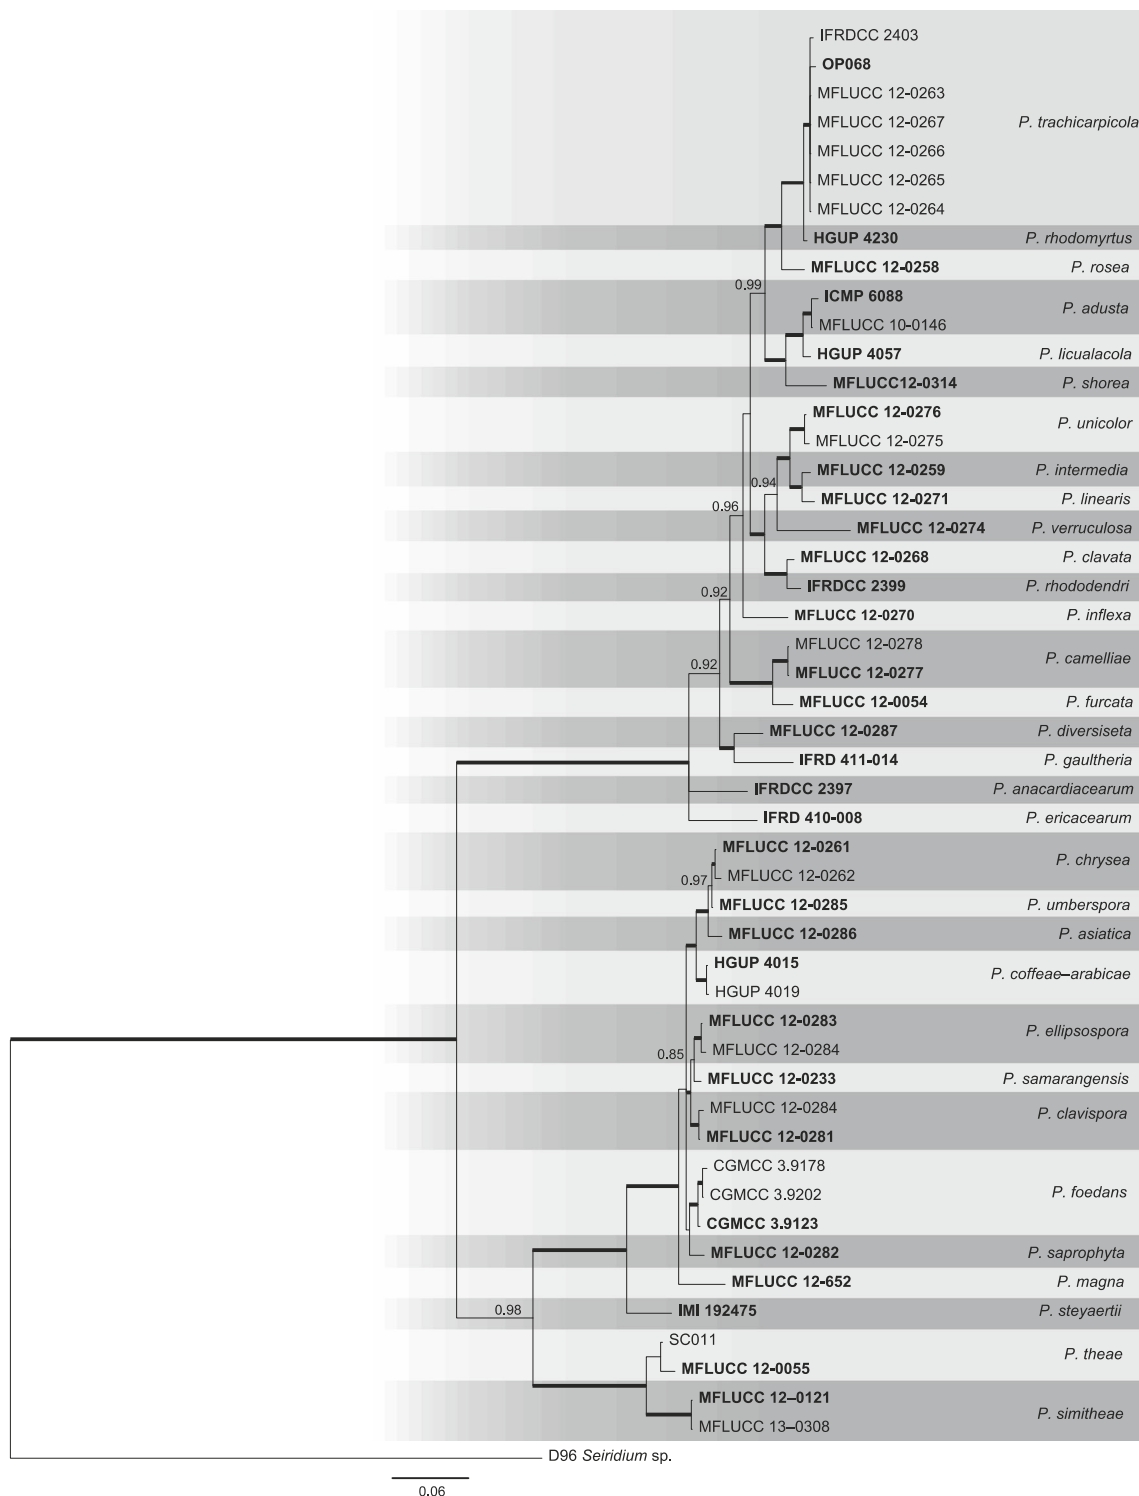 IFRDCC 2403
OP068
MFLUCC 12-0263
MFLUCC 12-0267 P. trachicarpicola
MFLUCC 12-0266
MFLUCC 12-0265
MFLUCC 12-0264
HGUP 4230 P. rhodomyrtus
MFLUCC 12-0258 P. rosea
0.99
ICMP 6088
P. adusta
MFLUCC 10-0146
HGUP 4057 P. licualacola
MFLUCC12-0314 P. shorea
MFLUCC 12-0276
P. unicolor
MFLUCC 12-0275
MFLUCC 12-0259 P. intermedia
0.94
MFLUCC 12-0271 P. linearis
0.96
MFLUCC 12-0274 P. verruculosa
MFLUCC 12-0268 P. clavata
IFRDCC 2399 P. rhododendri
0.92
MFLUCC 12-0270 P. inflexa
MFLUCC 12-0278
P. camelliae
0.92
MFLUCC 12-0277
MFLUCC 12-0054 P. furcata
MFLUCC 12-0287 P. diversiseta
IFRD 411-014 P. gaultheria
IFRDCC 2397 P. anacardiacearum
IFRD 410-008 P. ericacearum
MFLUCC 12-0261
P. chrysea
MFLUCC 12-0262
0.97
MFLUCC 12-0285 P. umberspora
MFLUCC 12-0286 P. asiatica
HGUP 4015
P. coffeae–arabicae
HGUP 4019
MFLUCC 12-0283
P. ellipsospora
MFLUCC 12-0284
0.85
MFLUCC 12-0233 P. samarangensis
MFLUCC 12-0284
P. clavispora
MFLUCC 12-0281
CGMCC 3.9178
CGMCC 3.9202 P. foedans
CGMCC 3.9123
MFLUCC 12-0282 P. saprophyta
MFLUCC 12-652 P. magna
0.98
IMI 192475 P. steyaertii
SC011
P. theae
MFLUCC 12-0055
MFLUCC 12–0121
P. simitheae
MFLUCC 13–0308
D96 Seiridium sp.
0.06